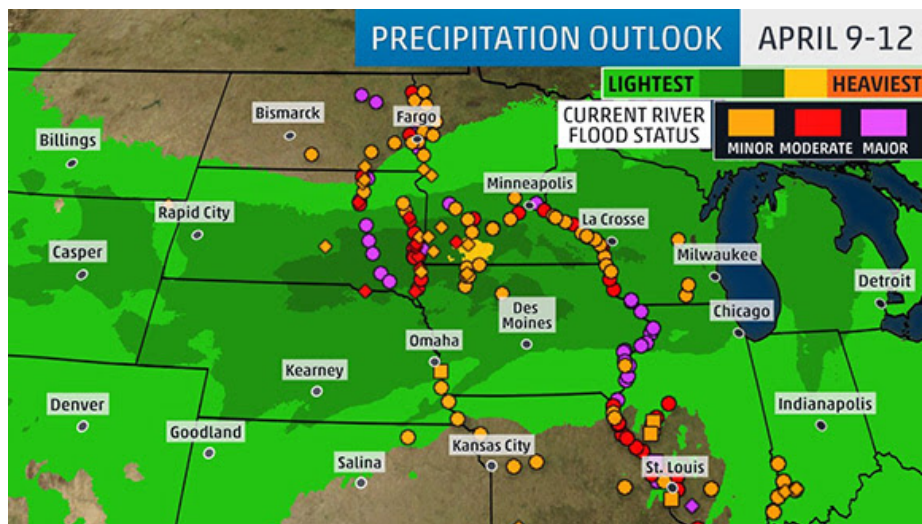 PRECIPITATION OUTLOOK
APRIL 9-12
LIGHTEST
HEAVIEST
CURRENT RIVER
FLOOD STATUS
MINOR
MODERATE
MAJOR
Bismarck
Fargo
Billings
Minneapolis
Rapid City
La Crosse
Casper
Milwaukee
Detroit
Des
Moines
Chicago
Omaha
Kearney
Denver
Indianapolis
Goodland
Kansas City
Salina
St. Louis